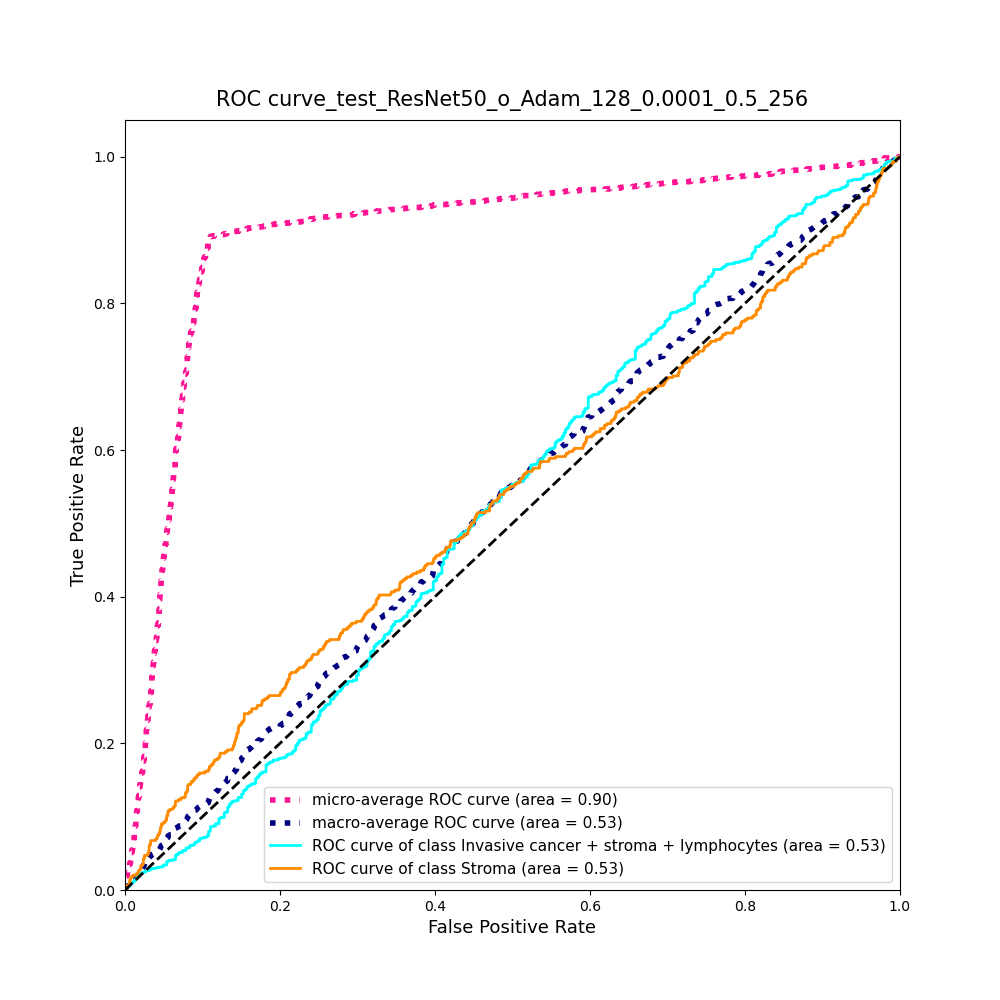 ROC curve_test_ResNet50_o_Adam_128_0.0001_0.5_256
True Positive Rate
1.0
0.8
0.6
0.4
0.2
0.0
micro-average ROC curve (area = 0.90)
macro-average ROC curve (area = 0.53)
ROC curve of class Invasive cancer + stroma + lymphocytes (area = 0.53)
ROC curve of class Stroma (area = 0.53)
0.0 0.2 0.4 0.6 0.8 1.0
False Positive Rate